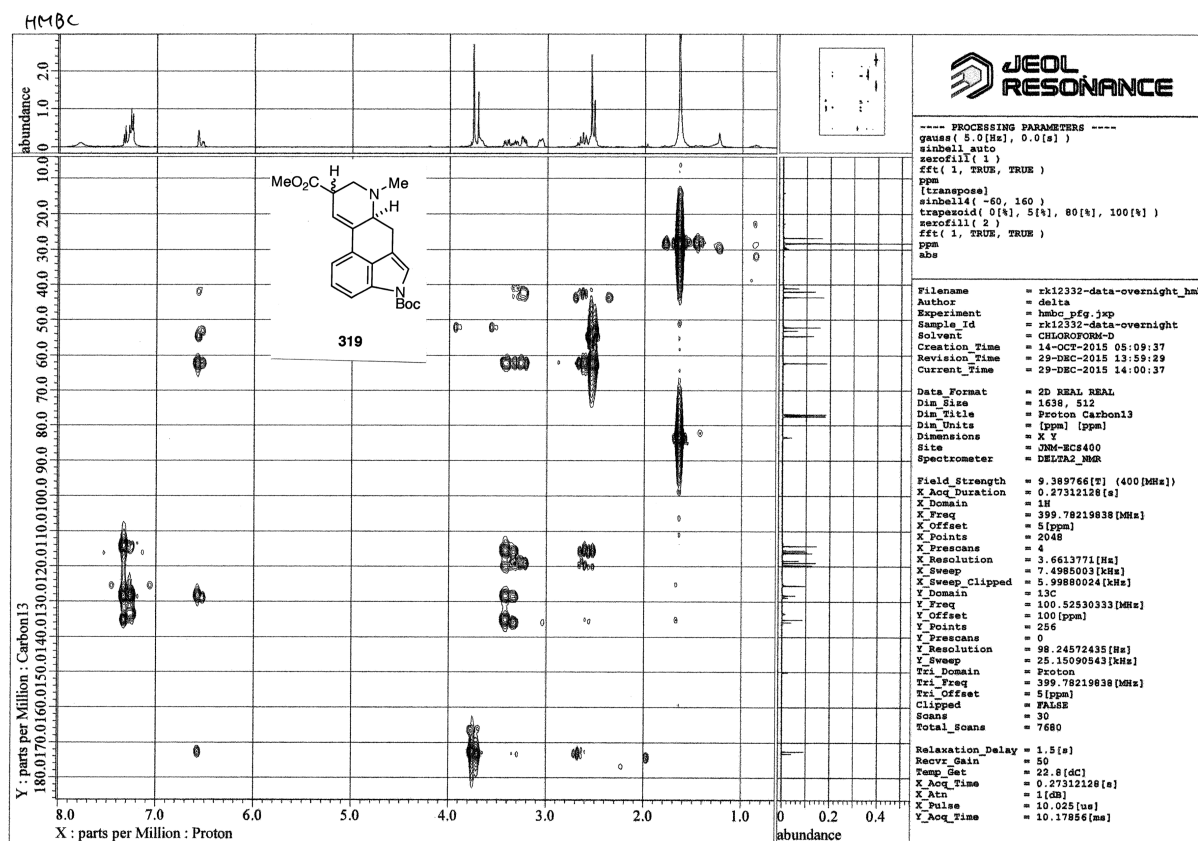 HMBC
abundance
0 1.0 2.0
10.0 20.0 30.0 40.0 50.0 60.0 70.0 80.0 90.0 100.0 110.0 120.0 130.0 140.0 150.0 160.0 170.0 180.0
Y : parts per Million : Carbon13
H
MeO₂C
N
Me
H
N
Boc
319
8.0 7.0 6.0 5.0 4.0 3.0 2.0 1.0
X : parts per Million : Proton
0 0.2 0.4
abundance
JEOL
RESONANCE
---- PROCESSING PARAMETERS ----
gauss( 5.0[Hz], 0.0[s] )
sinbell_auto
zerofill( 1 )
fft( 1, TRUE, TRUE )
ppm
[transpose]
sinbell4( -60, 160 )
trapezoid( 0[%], 5[%], 80[%], 100[%] )
zerofill( 2 )
fft( 1, TRUE, TRUE )
ppm
abs
Filename = rk12332-data-overnight_hm
Author = delta
Experiment = hmbc_pfg.jxp
Sample_Id = rk12332-data-overnight
Solvent = CHLOROFORM-D
Creation_Time = 14-OCT-2015 05:09:37
Revision_Time = 29-DEC-2015 13:59:29
Current_Time = 29-DEC-2015 14:00:37
Data_Format = 2D REAL REAL
Dim_Size = 1638, 512
Dim_Title = Proton Carbon13
Dim_Units = [ppm] [ppm]
Dimensions = X Y
Site = JNM-ECS400
Spectrometer = DELTA2_NMR
Field_Strength = 9.389766[T] (400[MHz])
X_Acq_Duration = 0.27312128[s]
X_Domain = 1H
X_Freq = 399.78219838[MHz]
X_Offset = 5[ppm]
X_Points = 2048
X_Prescans = 4
X_Resolution = 3.6613771[Hz]
X_Sweep = 7.4985003[kHz]
X_Sweep_Clipped = 5.99880024[kHz]
Y_Domain = 13C
Y_Freq = 100.52530333[MHz]
Y_Offset = 100[ppm]
Y_Points = 256
Y_Prescans = 0
Y_Resolution = 98.24572435[Hz]
Y_Sweep = 25.15090543[kHz]
Tri_Domain = Proton
Tri_Freq = 399.78219838[MHz]
Tri_Offset = 5[ppm]
Clipped = FALSE
Scans = 30
Total_Scans = 7680
Relaxation_Delay = 1.5[s]
Recvr_Gain = 50
Temp_Get = 22.8[dC]
X_Acq_Time = 0.27312128[s]
X_Atn = 1[dB]
X_Pulse = 10.025[us]
Y_Acq_Time = 10.17856[ms]